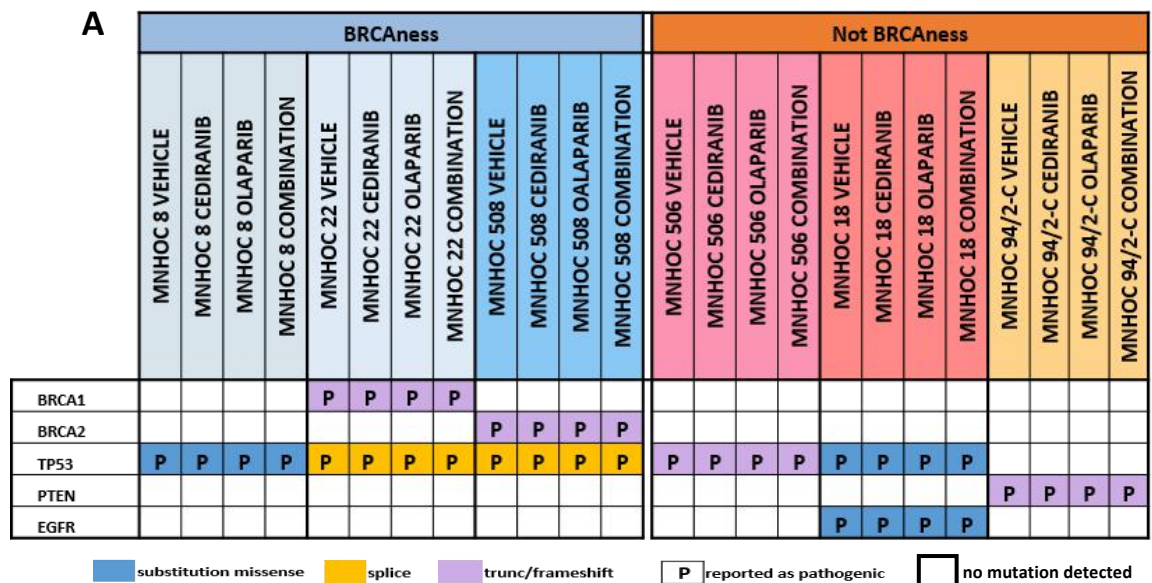 A
BRCAness
Not BRCAness
MNHOC 8 VEHICLE
MNHOC 8 CEDIRANIB
MNHOC 8 OLAPARIB
MNHOC 8 COMBINATION
MNHOC 22 VEHICLE
MNHOC 22 CEDIRANIB
MNHOC 22 OLAPARIB
MNHOC 22 COMBINATION
MNHOC 508 VEHICLE
MNHOC 508 CEDIRANIB
MNHOC 508 OALAPARIB
MNHOC 508 COMBINATION
MNHOC 506 VEHICLE
MNHOC 506 CEDIRANIB
MNHOC 506 OLAPARIB
MNHOC 506 COMBINATION
MNHOC 18 VEHICLE
MNHOC 18 CEDIRANIB
MNHOC 18 OLAPARIB
MNHOC 18 COMBINATION
MNHOC 94/2-C VEHICLE
MNHOC 94/2-C CEDIRANIB
MNHOC 94/2-C OLAPARIB
MNHOC 94/2-C COMBINATION
BRCA1 P P P P
BRCA2 P P P P
TP53 P P P P P P P P P P P P P P P P P P P P
PTEN P P P P
EGFR P P P P
substitution missense splice trunc/frameshift P reported as pathogenic no mutation detected